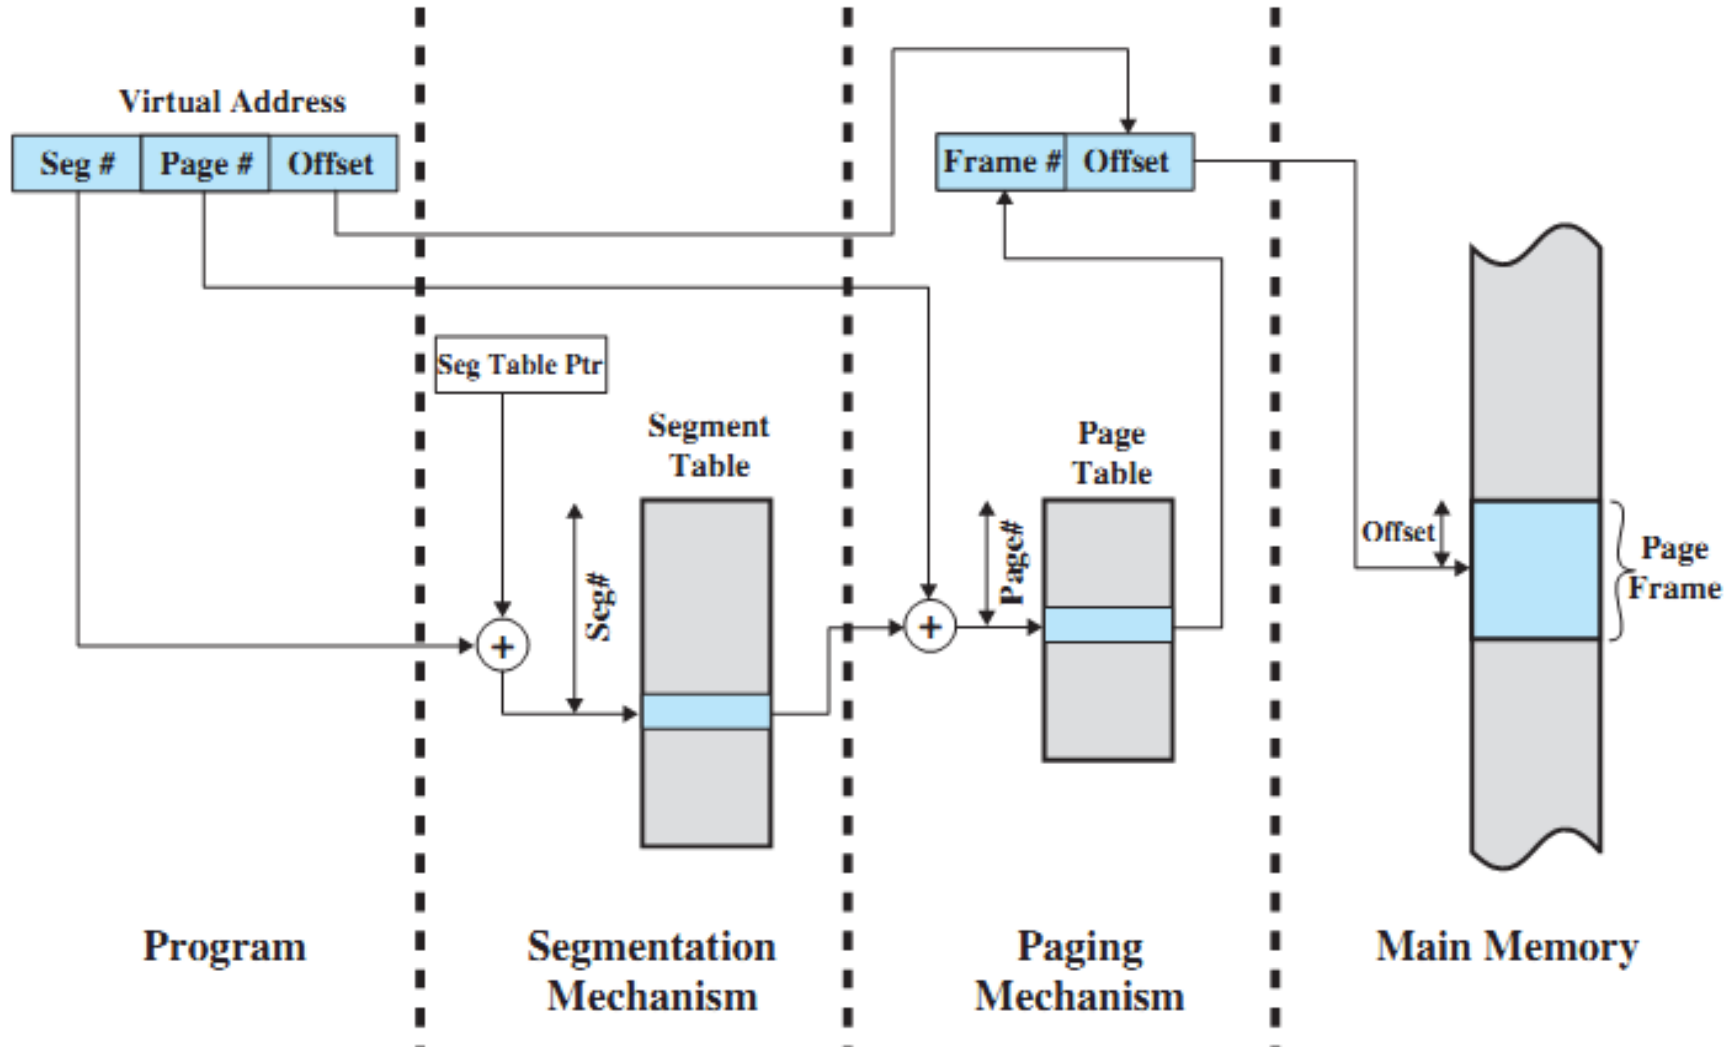 Virtual Address
Seg #
Page #
Offset
Frame #
Offset
Seg Table Ptr
Segment
Table
Page
Table
Seg#
Page#
+
+
Offset
Page
Frame
Program
Segmentation
Mechanism
Paging
Mechanism
Main Memory